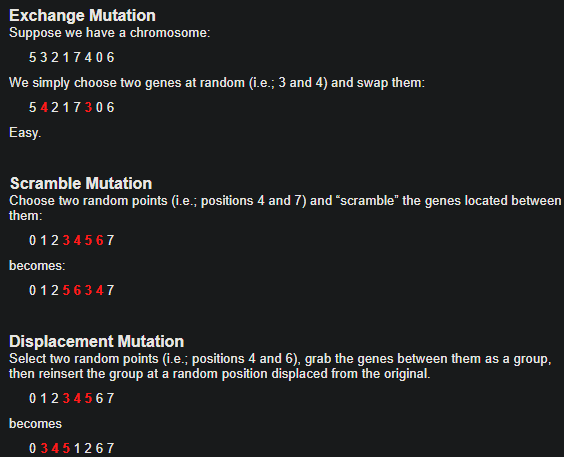 Exchange Mutation
Suppose we have a chromosome:
5 3 2 1 7 4 0 6
We simply choose two genes at random (i.e.; 3 and 4) and swap them:
5 4 2 1 7 3 0 6
Easy.
Scramble Mutation
Choose two random points (i.e.; positions 4 and 7) and “scramble” the genes located between
them:
0 1 2 3 4 5 6 7
becomes:
0 1 2 5 6 3 4 7
Displacement Mutation
Select two random points (i.e.; positions 4 and 6), grab the genes between them as a group,
then reinsert the group at a random position displaced from the original.
0 1 2 3 4 5 6 7
becomes
0 3 4 5 1 2 6 7